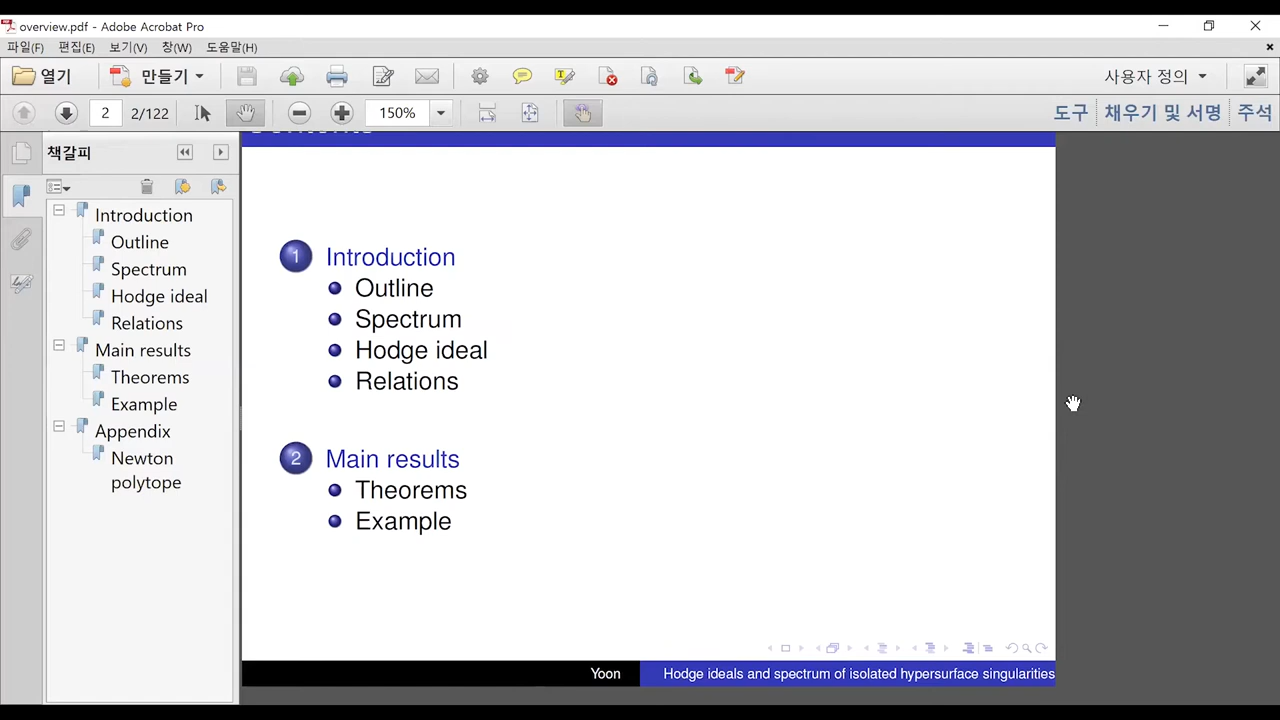 overview.pdf - Adobe Acrobat Pro
파일(F) 편집(E) 보기(V) 창(W) 도움말(H)
열기 만들기 사용자 정의
2 2/122 150% 도구 채우기 및 서명 주석
책갈피
Introduction
Outline
Spectrum
Hodge ideal
Relations
Main results
Theorems
Example
Appendix
Newton
polytope
Contents
1 Introduction
Outline
Spectrum
Hodge ideal
Relations
2 Main results
Theorems
Example
Yoon Hodge ideals and spectrum of isolated hypersurface singularities